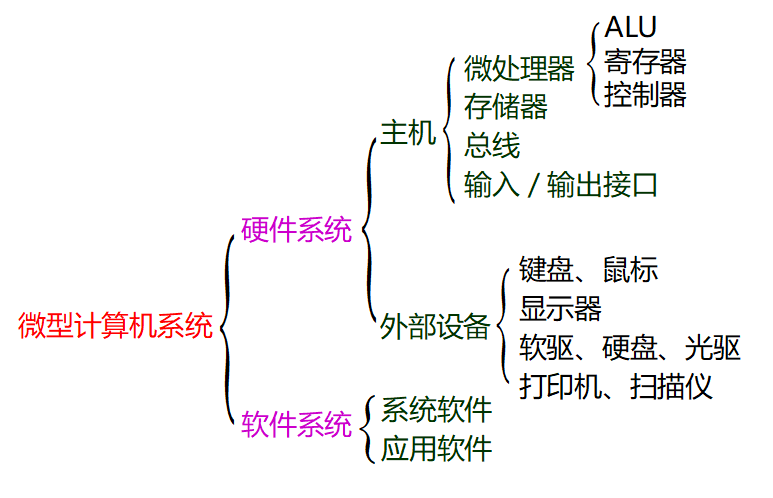 ALU
微处理器
寄存器
控制器
存储器
主机
总线
输入 / 输出接口
硬件系统
键盘、鼠标
显示器
微型计算机系统
外部设备
软驱、硬盘、光驱
打印机、扫描仪
系统软件
软件系统
应用软件